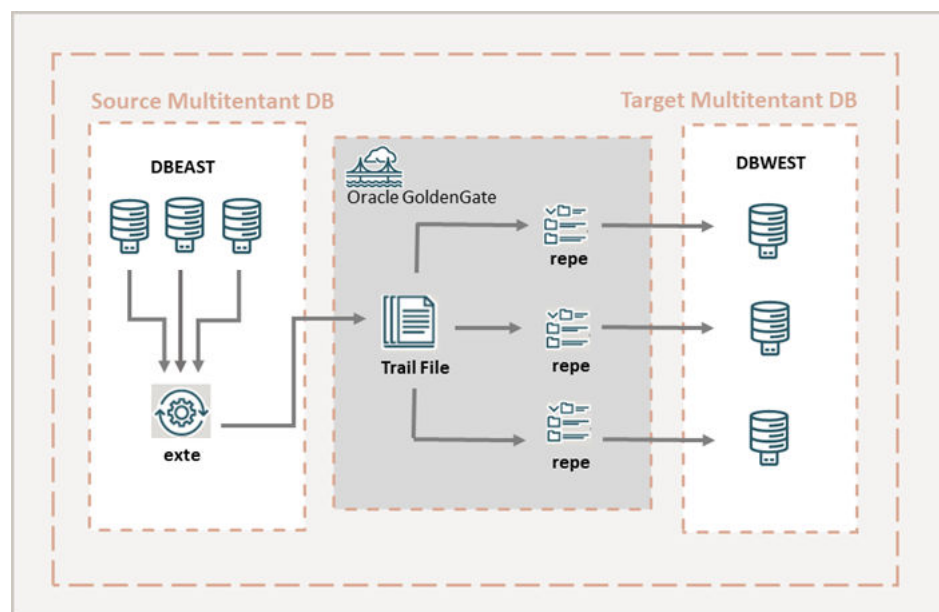 Source Multitentant DB
Target Multitentant DB
DBEAST
DBWEST
Oracle GoldenGate
repe
Trail File
repe
exte
repe